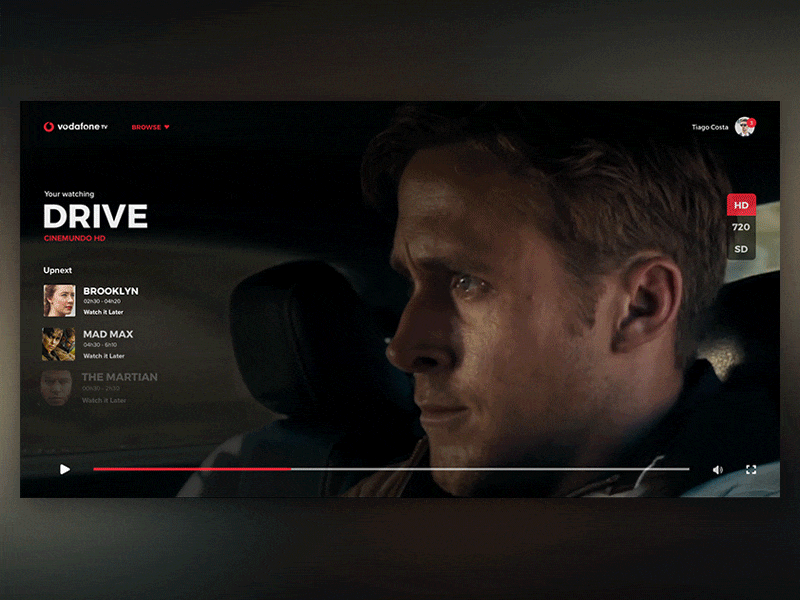 vodafone TV
BROWSE
Tiago Costa
3
Your watching
DRIVE
CINEMUNDO HD
HD
720
SD
Upnext
BROOKLYN
02h30 - 04h20
Watch it Later
MAD MAX
04h30 - 6h10
Watch it Later
THE MARTIAN
Watch it Later